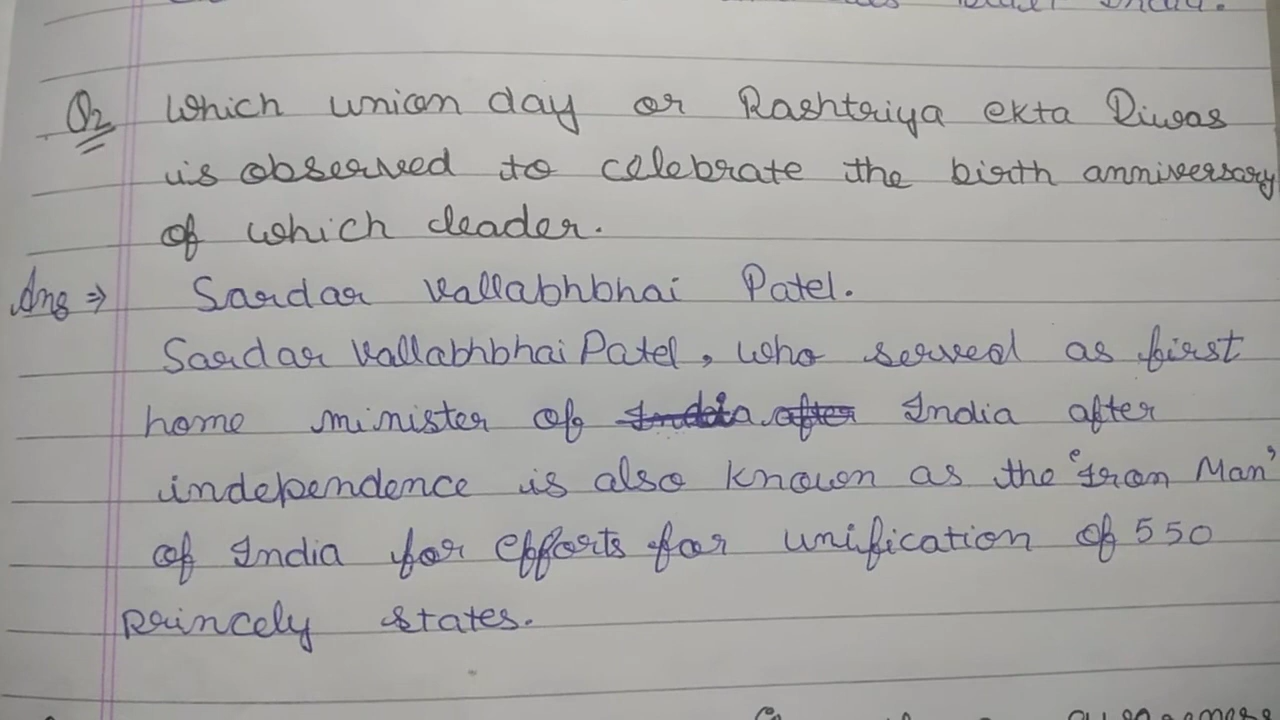 Q2 Which union day or Rashtriya ekta Diwas
is observed to celebrate the birth anniversary
of which leader.
Ans ⇒ Sardar Vallabhbhai Patel.
Sardar Vallabhbhai Patel, who served as first
home minister of India after India after
independence is also known as the 'Iron Man'
of India for efforts for unification of 550
Princely states.